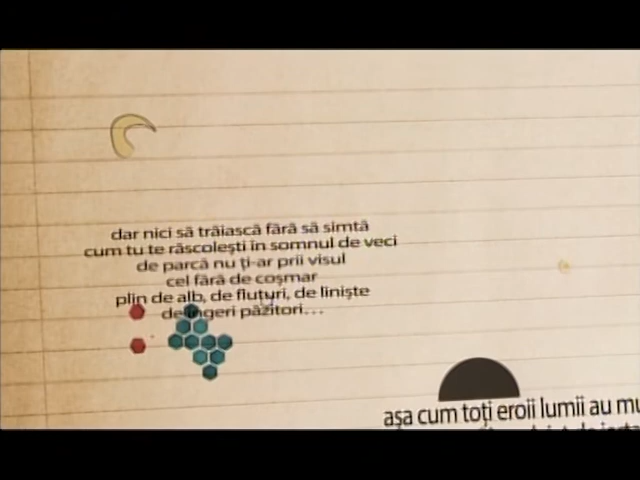 dar nici să trăiască fără să simtă
cum tu te răscolești în somnul de veci
de parcă nu ți-ar prii visul
cel fără de coșmar
plin de alb, de fluturi, de liniște
de îngeri păzitori...
așa cum toți eroii lumii au mu